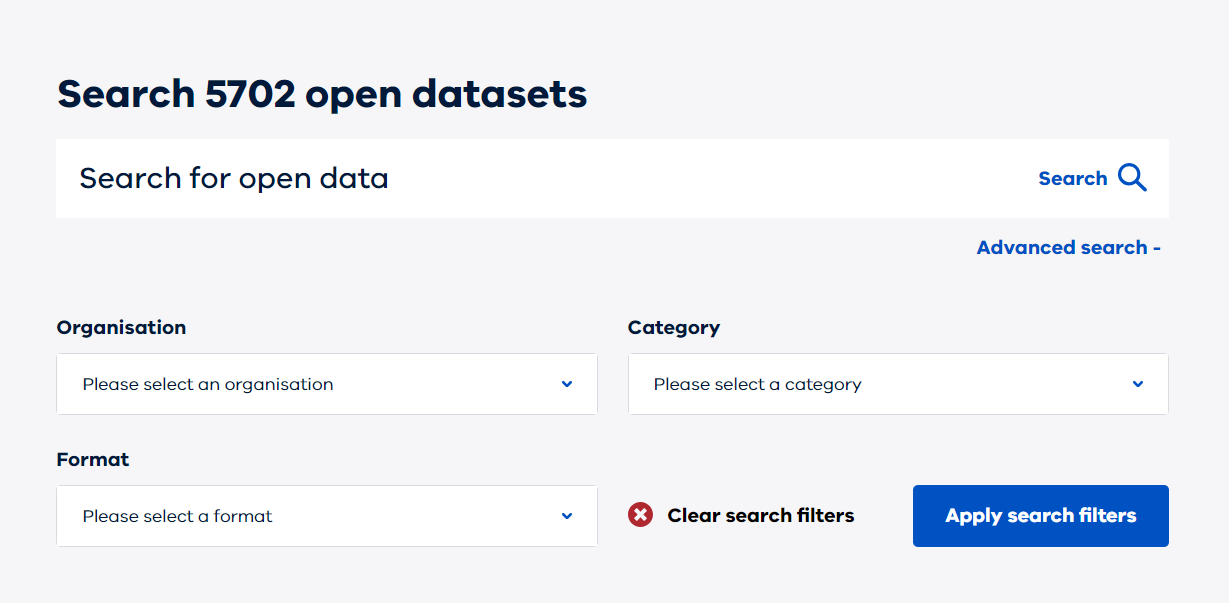 Search 5702 open datasets
Search for open data
Search
Advanced search -
Organisation
Category
Please select an organisation
Please select a category
Format
Please select a format
Clear search filters
Apply search filters